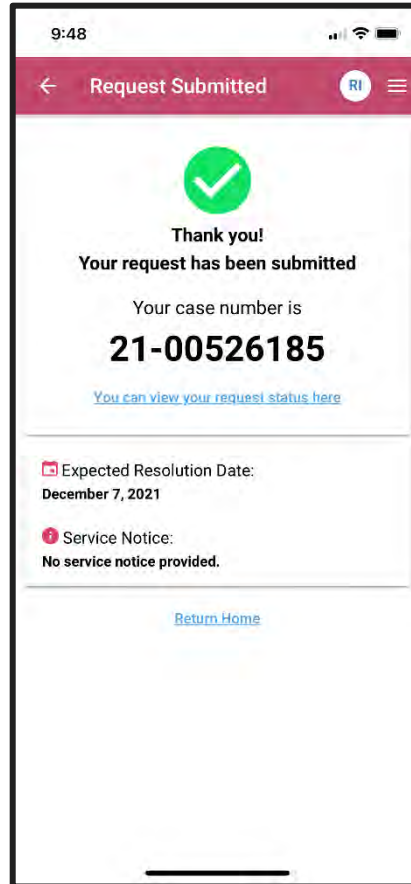 9:48
Request Submitted
RI
Thank you!
Your request has been submitted
Your case number is
21-00526185
You can view your request status here
Expected Resolution Date:
December 7, 2021
Service Notice:
No service notice provided.
Return Home